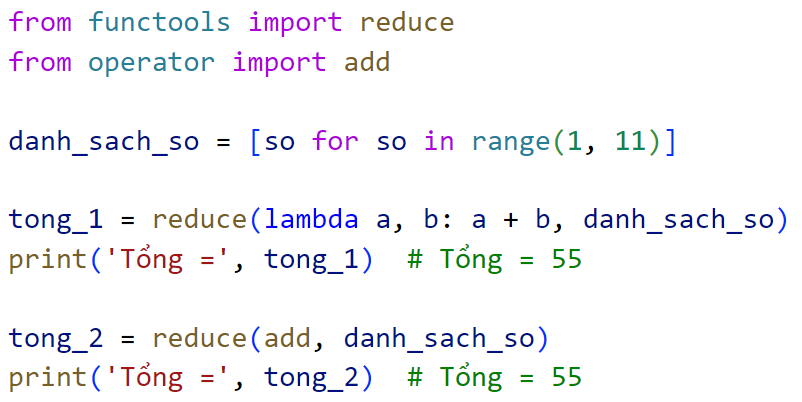 from functools import reduce
from operator import add
danh_sach_so = [so for so in range(1, 11)]
tong_1 = reduce(lambda a, b: a + b, danh_sach_so)
print('Tổng =', tong_1)  # Tổng = 55
tong_2 = reduce(add, danh_sach_so)
print('Tổng =', tong_2)  # Tổng = 55